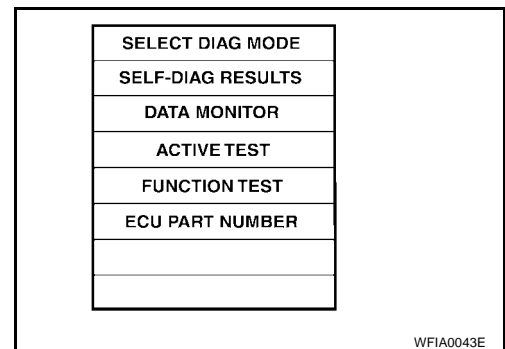 SELECT DIAG MODE
SELF-DIAG RESULTS
DATA MONITOR
ACTIVE TEST
FUNCTION TEST
ECU PART NUMBER
WFIA0043E